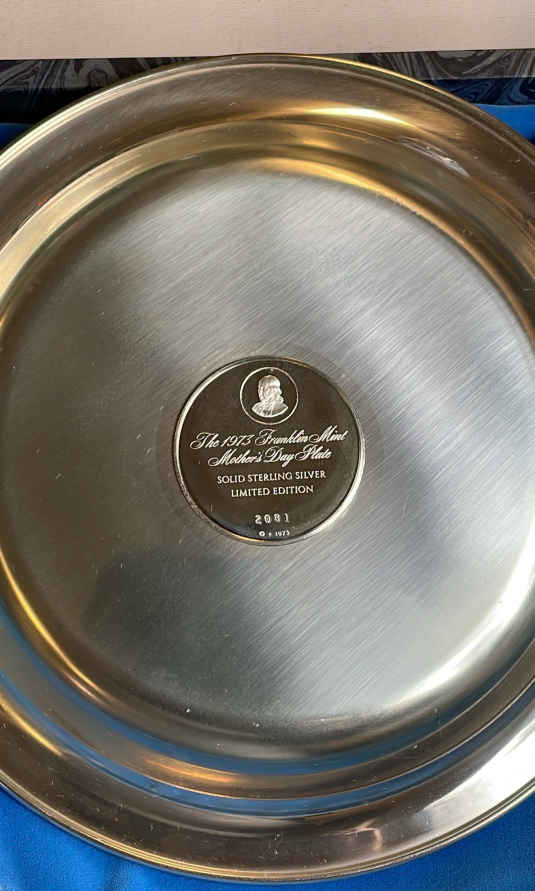 The 1973 Franklin Mint
Mother's Day Plate
SOLID STERLING SILVER
LIMITED EDITION
2081
1973